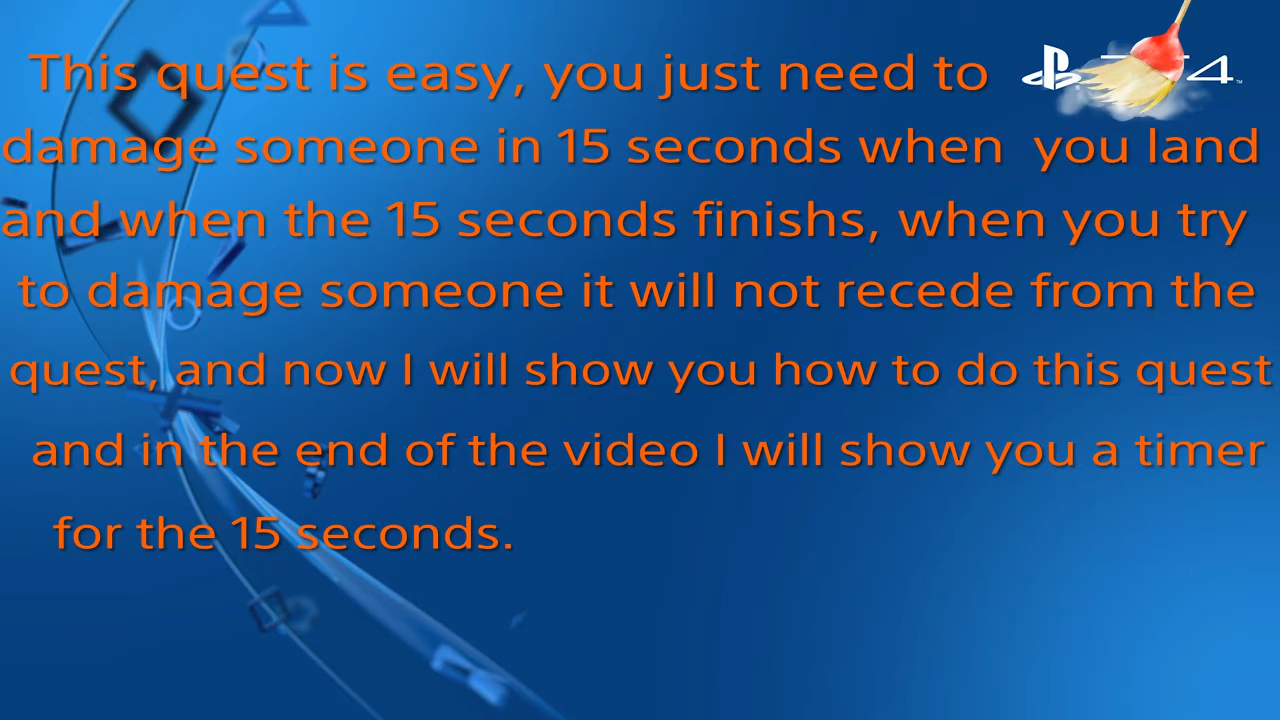 This quest is easy, you just need to
damage someone in 15 seconds when you land
and when the 15 seconds finishs, when you try
to damage someone it will not recede from the
quest, and now I will show you how to do this quest
and in the end of the video I will show you a timer
for the 15 seconds.